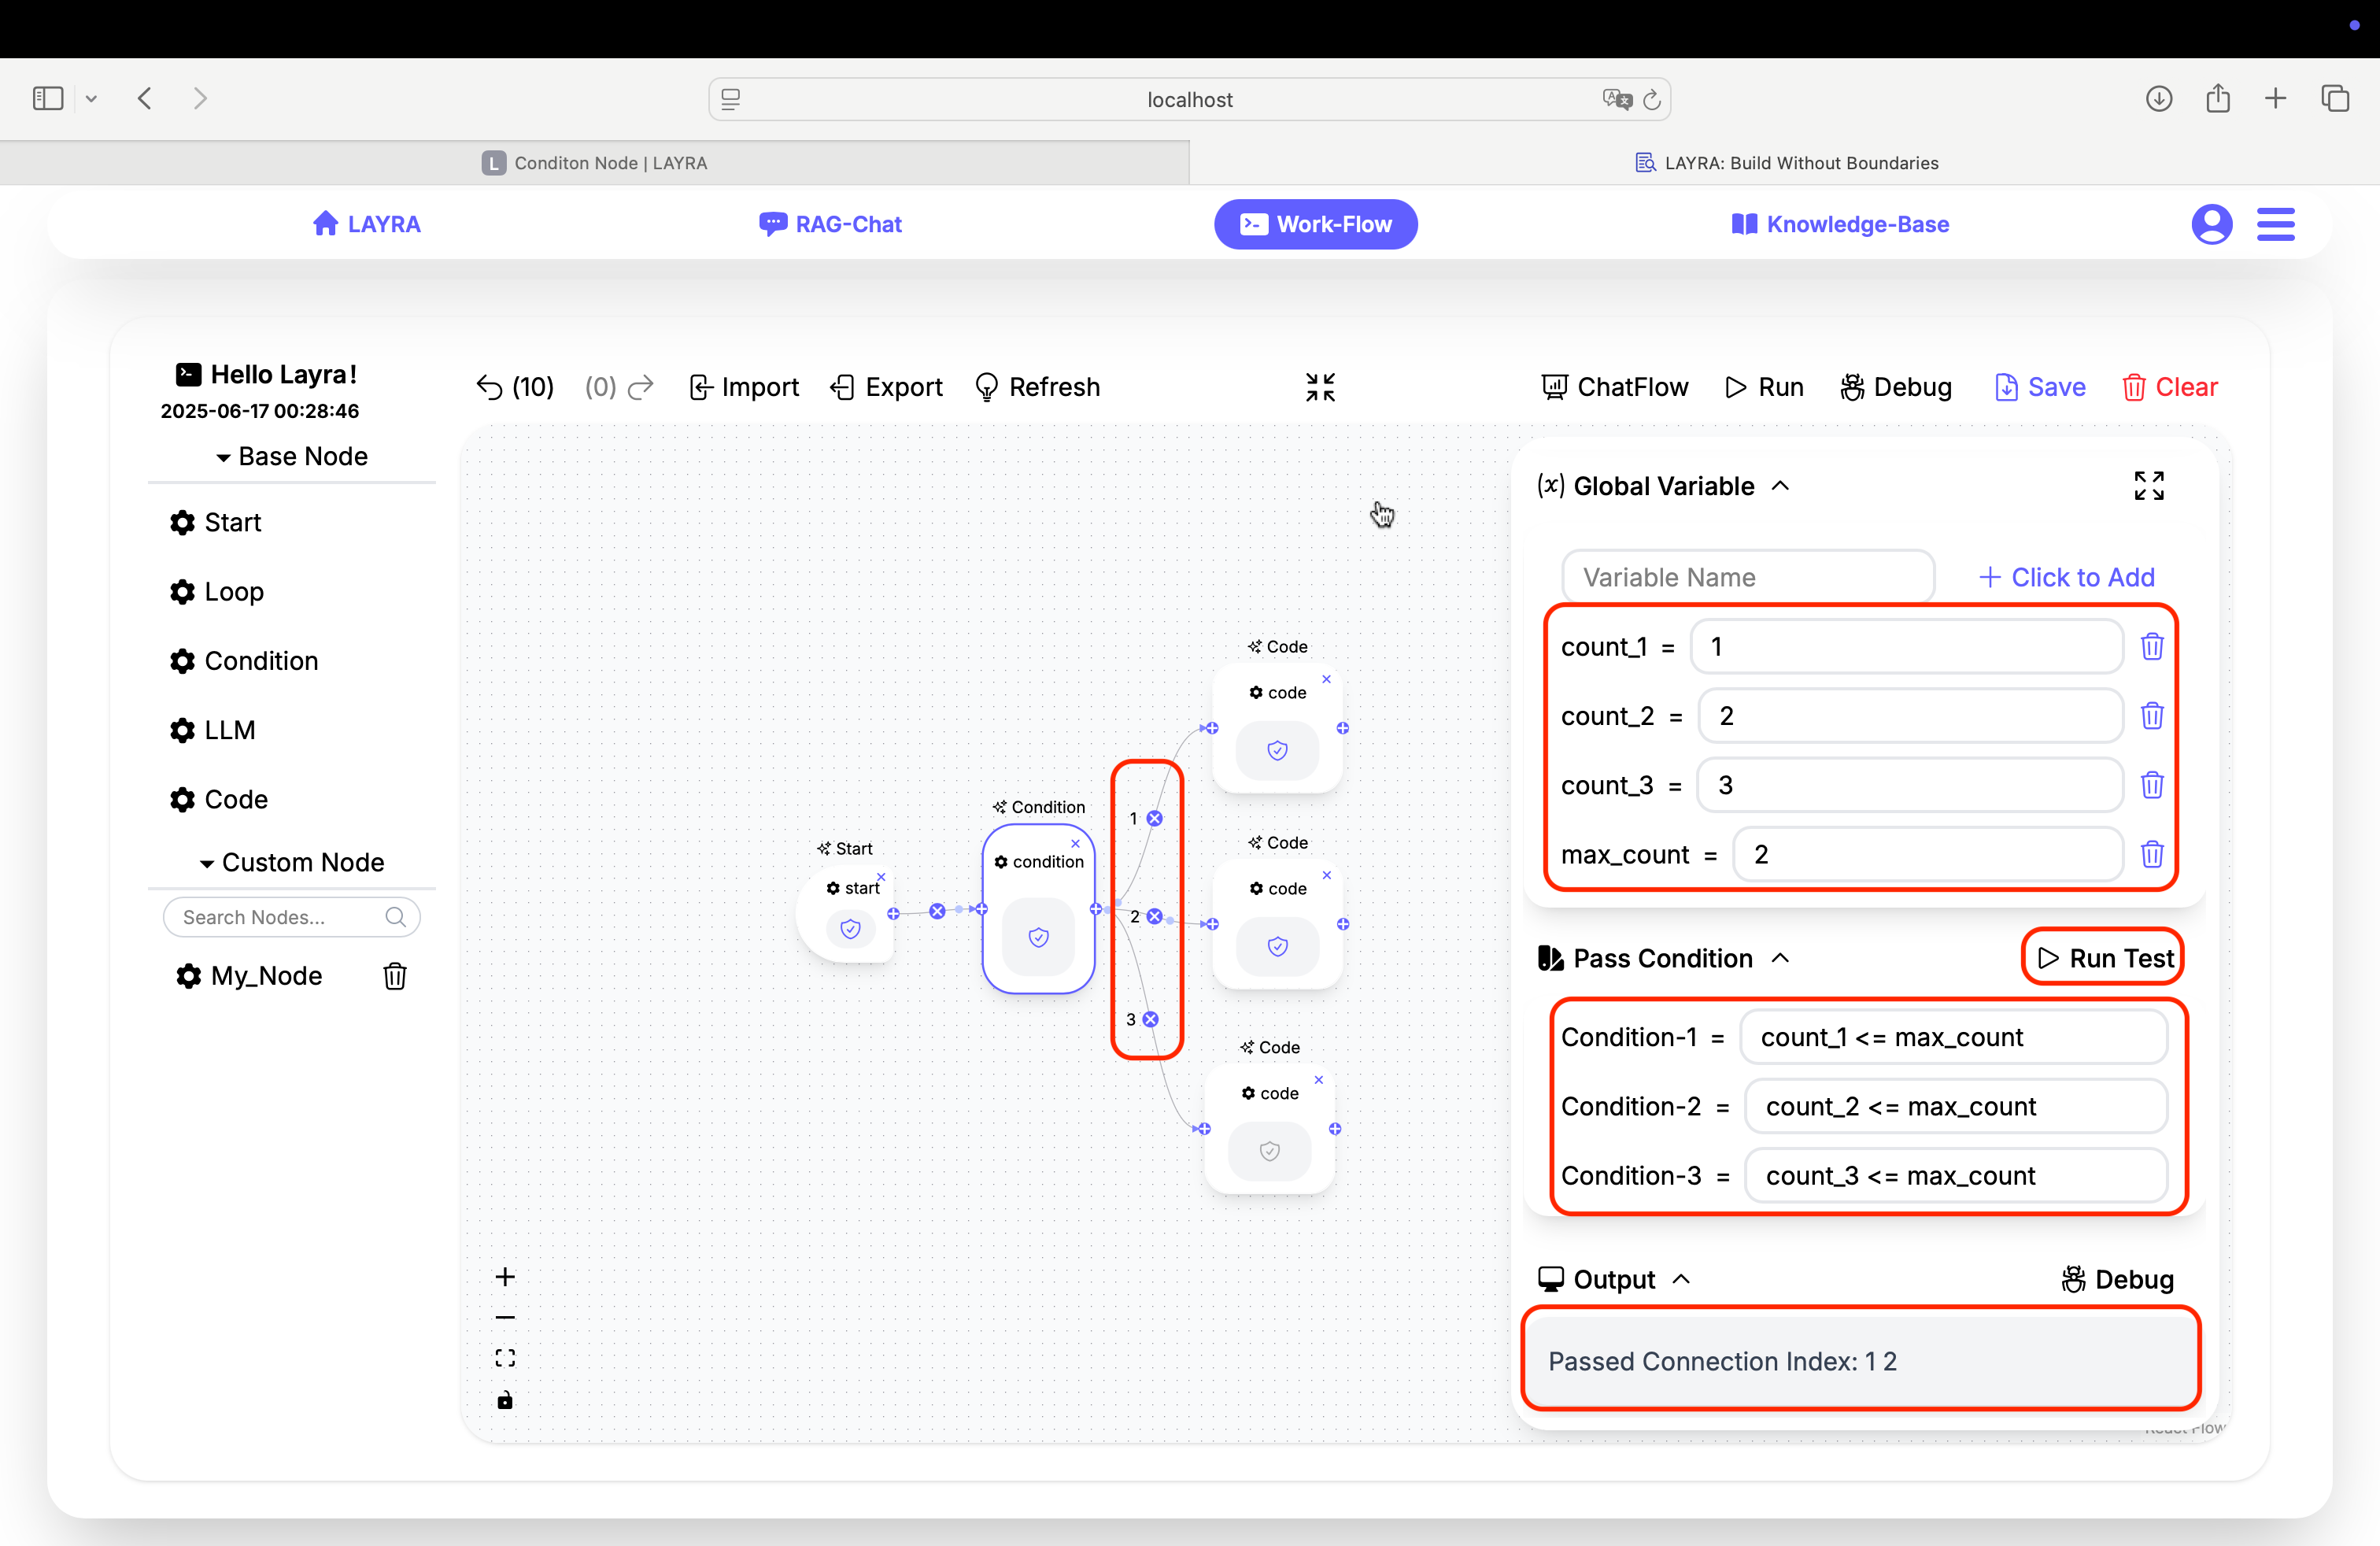 localhost
L Conditon Node | LAYRA
LAYRA: Build Without Boundaries
LAYRA
RAG-Chat
Work-Flow
Knowledge-Base
Hello Layra!
2025-06-17 00:28:46
(10)
(0)
Import
Export
Refresh
ChatFlow
Run
Debug
Save
Clear
Base Node
Start
Loop
Condition
LLM
Code
Custom Node
Search Nodes...
My_Node
Start
start
Condition
condition
1
2
3
Code
code
Code
code
Code
code
(x) Global Variable
Variable Name
+ Click to Add
count_1 = 1
count_2 = 2
count_3 = 3
max_count = 2
Pass Condition
Run Test
Condition-1 = count_1 <= max_count
Condition-2 = count_2 <= max_count
Condition-3 = count_3 <= max_count
Output
Debug
Passed Connection Index: 1 2
React Flow